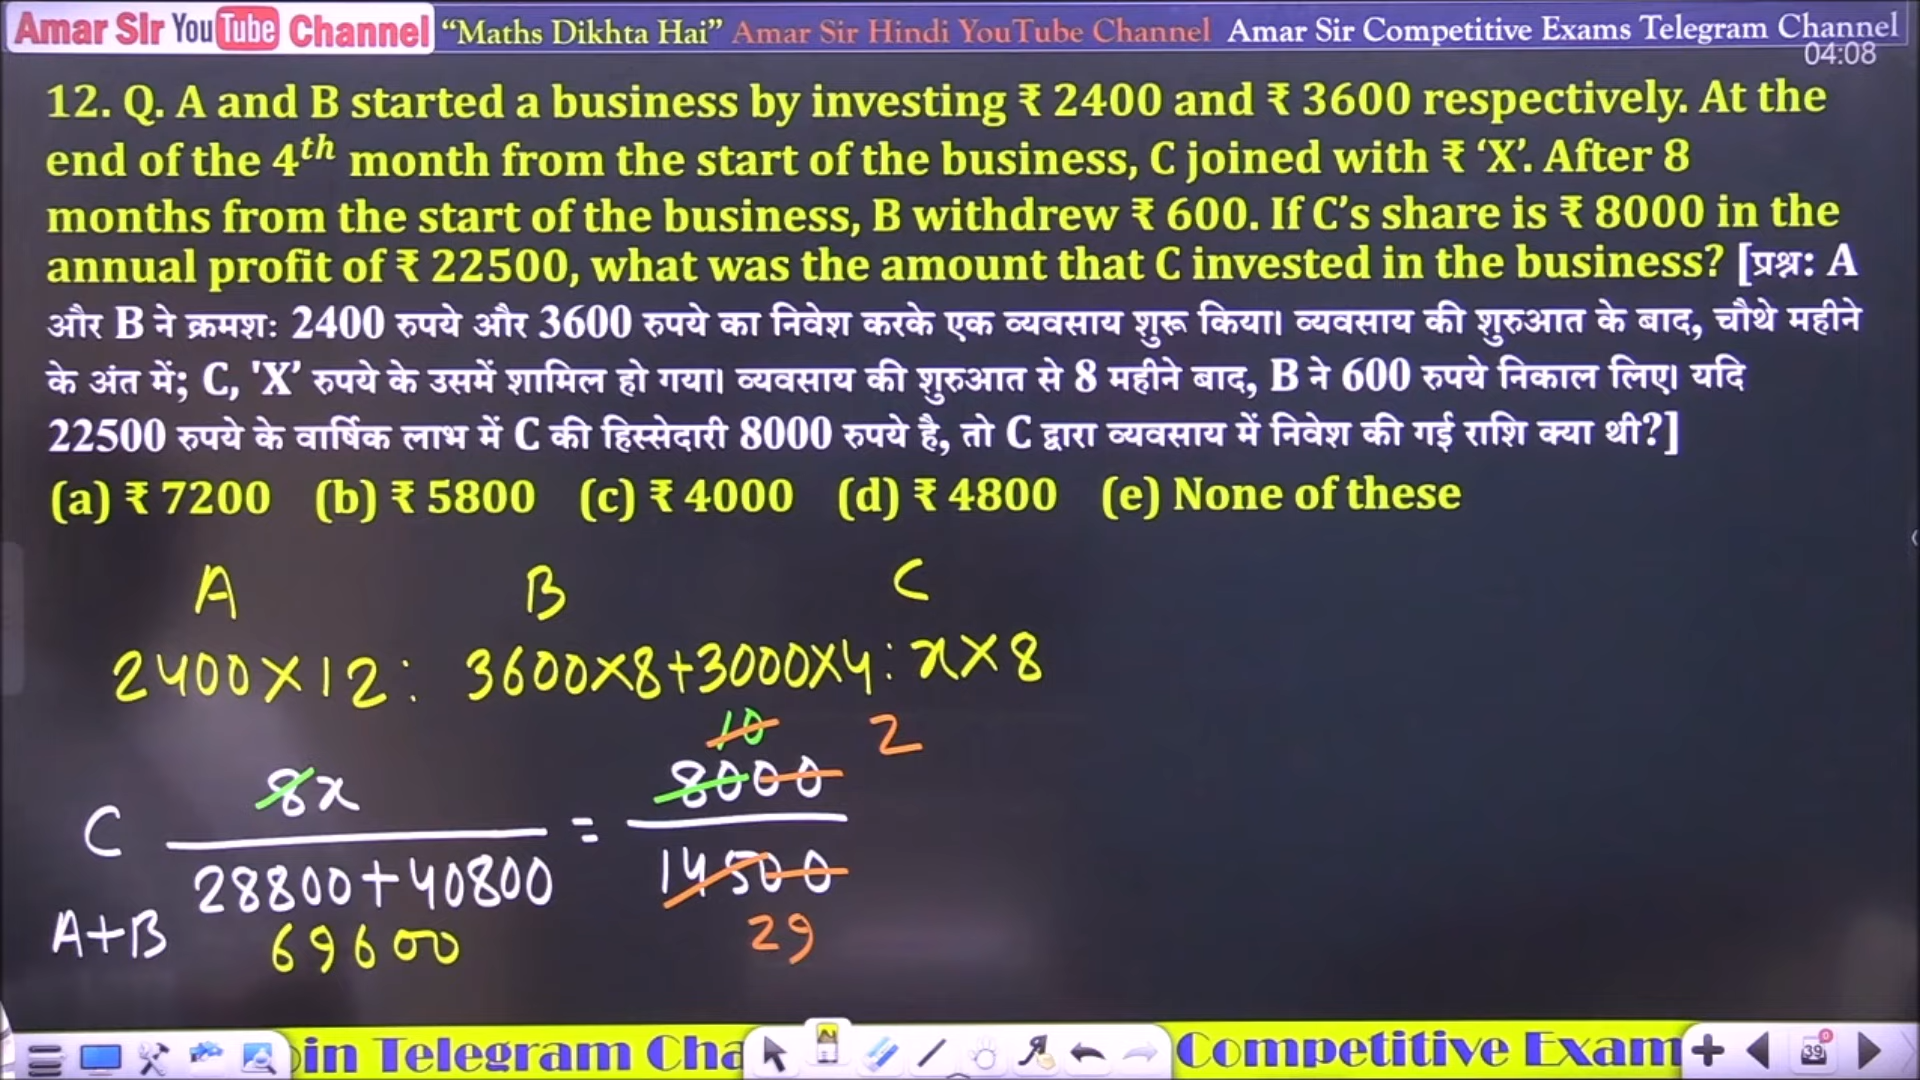 Amar Sir YouTube Channel “Maths Dikhta Hai” Amar Sir Hindi YouTube Channel Amar Sir Competitive Exams Telegram Channel
04:08
12. Q. A and B started a business by investing ₹ 2400 and ₹ 3600 respectively. At the
end of the 4th month from the start of the business, C joined with ₹ ‘X’. After 8
months from the start of the business, B withdrew ₹ 600. If C’s share is ₹ 8000 in the
annual profit of ₹ 22500, what was the amount that C invested in the business? [प्रश्न: A
और B ने क्रमशः 2400 रुपये और 3600 रुपये का निवेश करके एक व्यवसाय शुरू किया। व्यवसाय की शुरुआत के बाद, चौथे महीने
के अंत में; C, 'X’ रुपये के उसमें शामिल हो गया। व्यवसाय की शुरुआत से 8 महीने बाद, B ने 600 रुपये निकाल लिए। यदि
22500 रुपये के वार्षिक लाभ में C की हिस्सेदारी 8000 रुपये है, तो C द्वारा व्यवसाय में निवेश की गई राशि क्या थी?]
(a) ₹ 7200 (b) ₹ 5800 (c) ₹ 4000 (d) ₹ 4800 (e) None of these
A B C
2400×12: 3600×8+3000×4: x×8
10 2
8x 8000
C =
28800+40800 14500
A+B 69600 29
in Telegram Cha Competitive Exam
39